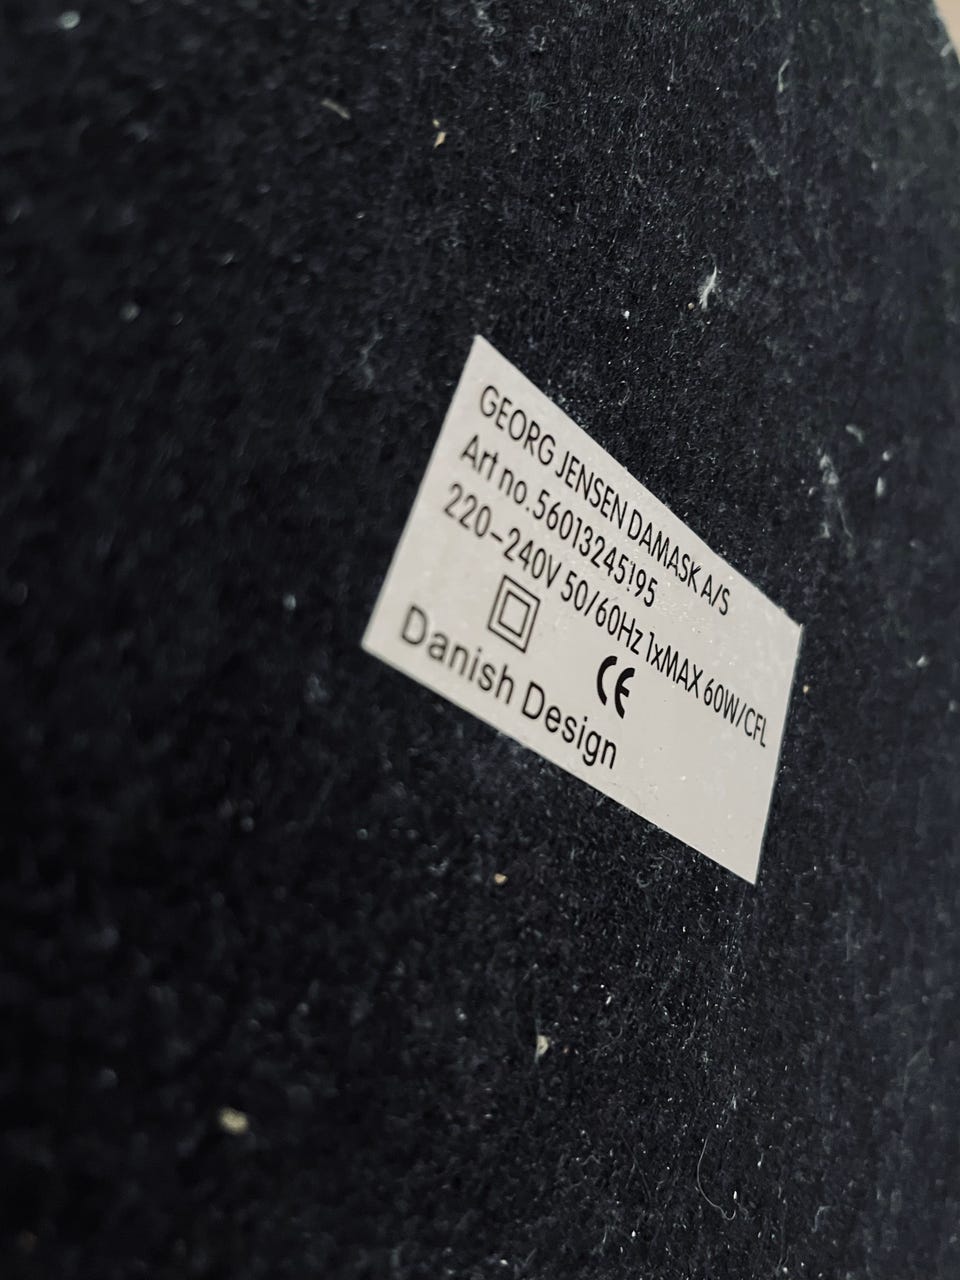 GEORG JENSEN DAMASK A/S
Art no.56013245195
220-240V 50/60Hz 1xMAX 60W/CFL
CE
Danish Design